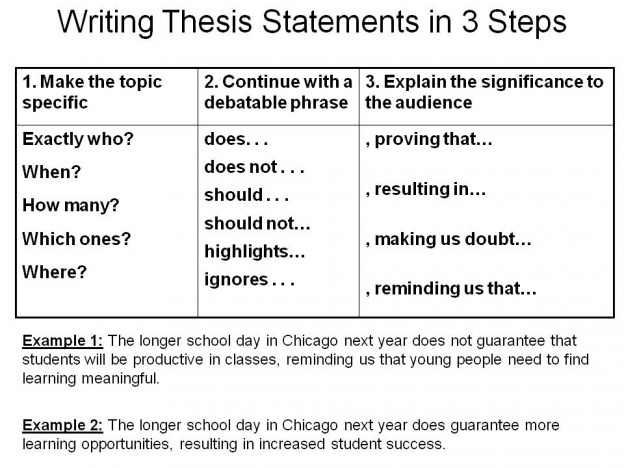 Writing Thesis Statements in 3 Steps
1. Make the topic
specific
2. Continue with a
debatable phrase
3. Explain the significance to
the audience
Exactly who?
When?
How many?
Which ones?
Where?
does. . .
does not . . .
should . . .
should not…
highlights…
ignores . . .
, proving that…
, resulting in…
, making us doubt…
, reminding us that…
Example 1: The longer school day in Chicago next year does not guarantee that
students will be productive in classes, reminding us that young people need to find
learning meaningful.
Example 2: The longer school day in Chicago next year does guarantee more
learning opportunities, resulting in increased student success.